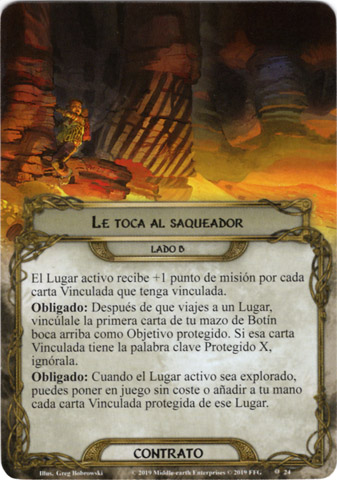 Le toca al saqueador
Lado B
El Lugar activo recibe +1 punto de misión por cada
carta Vinculada que tenga vinculada.
Obligado: Después de que viajes a un Lugar,
vincúlale la primera carta de tu mazo de Botín
boca arriba como Objetivo protegido. Si esa carta
Vinculada tiene la palabra clave Protegido X,
ignórala.
Obligado: Cuando el Lugar activo sea explorado,
puedes poner en juego sin coste o añadir a tu mano
cada carta Vinculada protegida de ese Lugar.
CONTRATO
Illus. Greg Bobrowski
© 2019 Middle-earth Enterprises © 2019 FFG
24